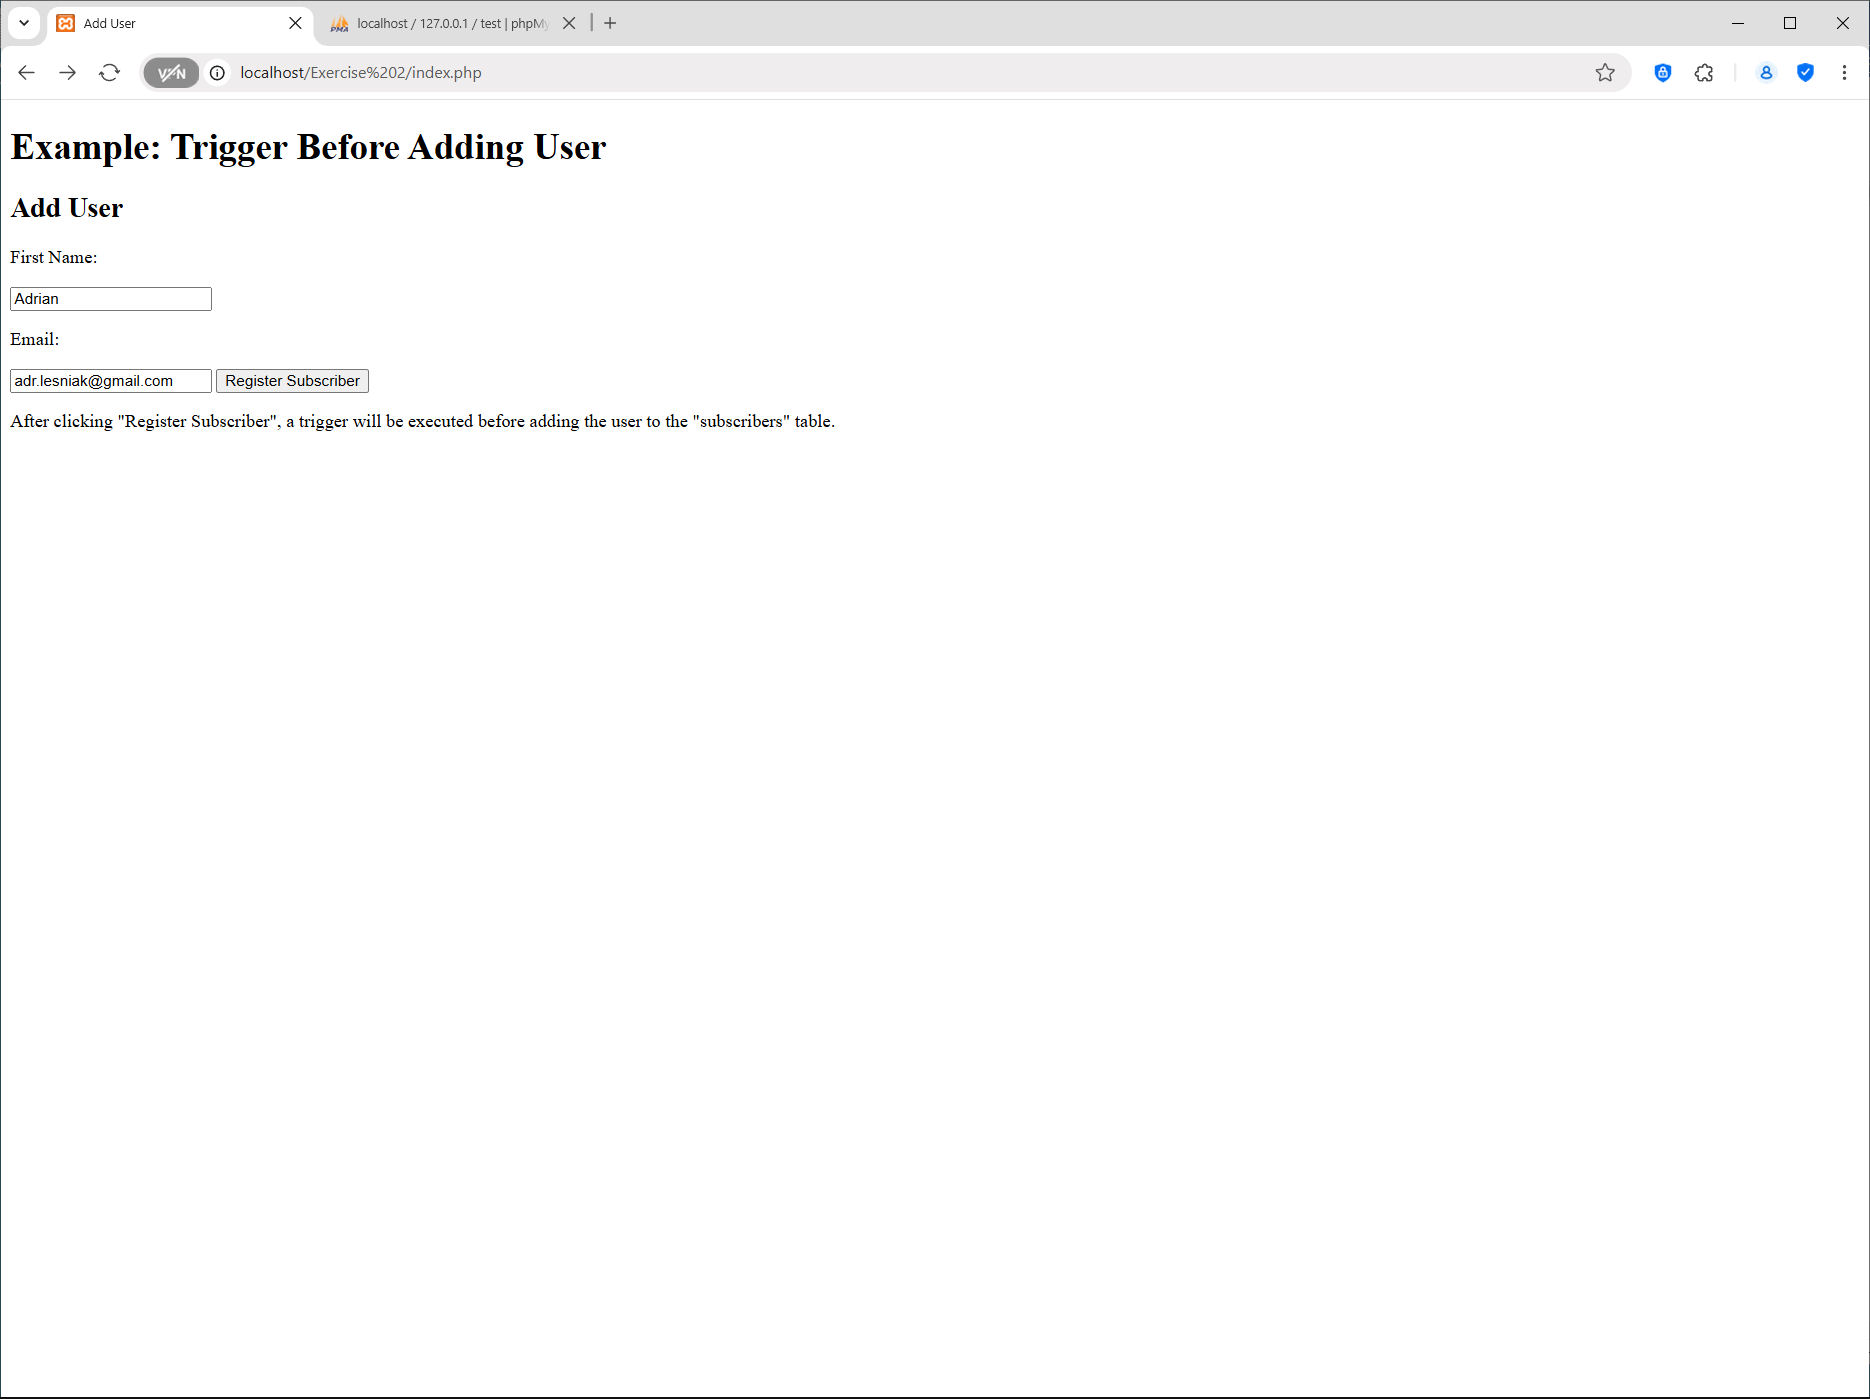 Add User
localhost / 127.0.0.1 / test | phpMy
VPN
localhost/Exercise%202/index.php
Example: Trigger Before Adding User
Add User
First Name:
Adrian
Email:
adr.lesniak@gmail.com Register Subscriber
After clicking "Register Subscriber", a trigger will be executed before adding the user to the "subscribers" table.